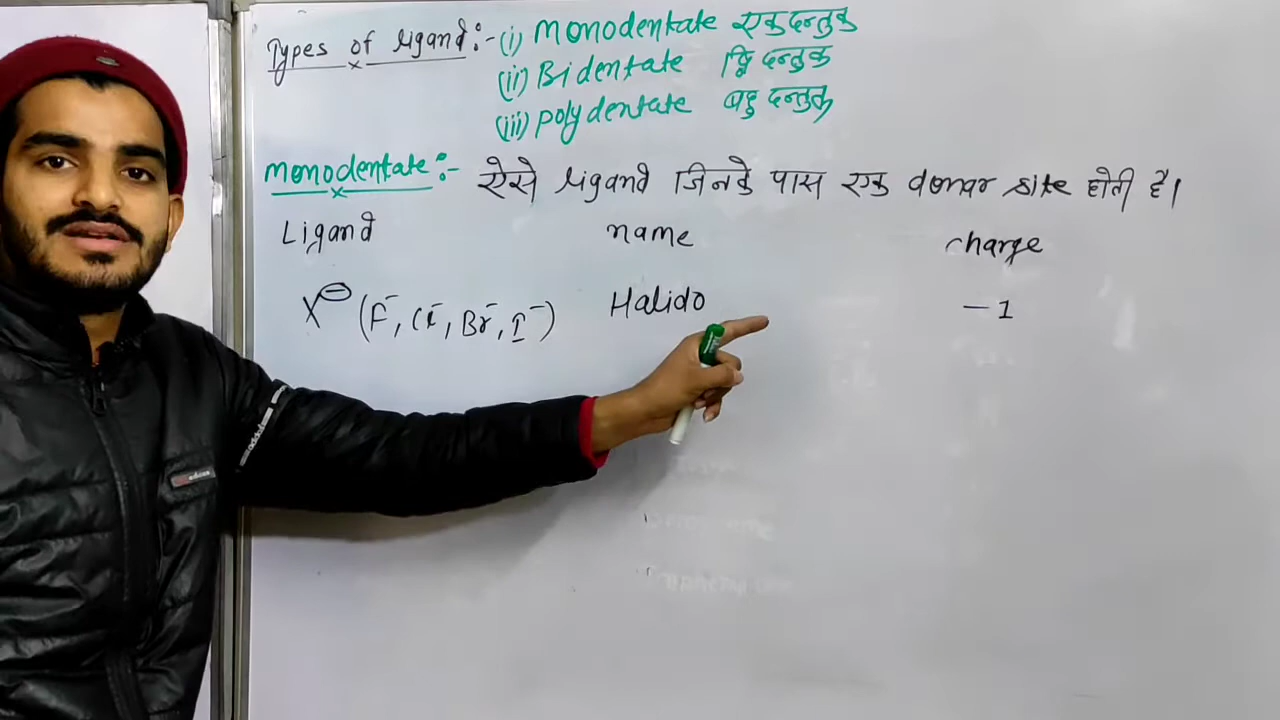 Types of ligand:- (i) monodentate एकदन्तुक
(ii) Bidentate द्विदन्तुक
(iii) polydentate बहुदन्तुक
monodentate:- ऐसे ligand जिनके पास एक donar site होती है।
Ligand name charge
X⊖ (F⁻, Cl⁻, Br⁻, I⁻) Halido -1